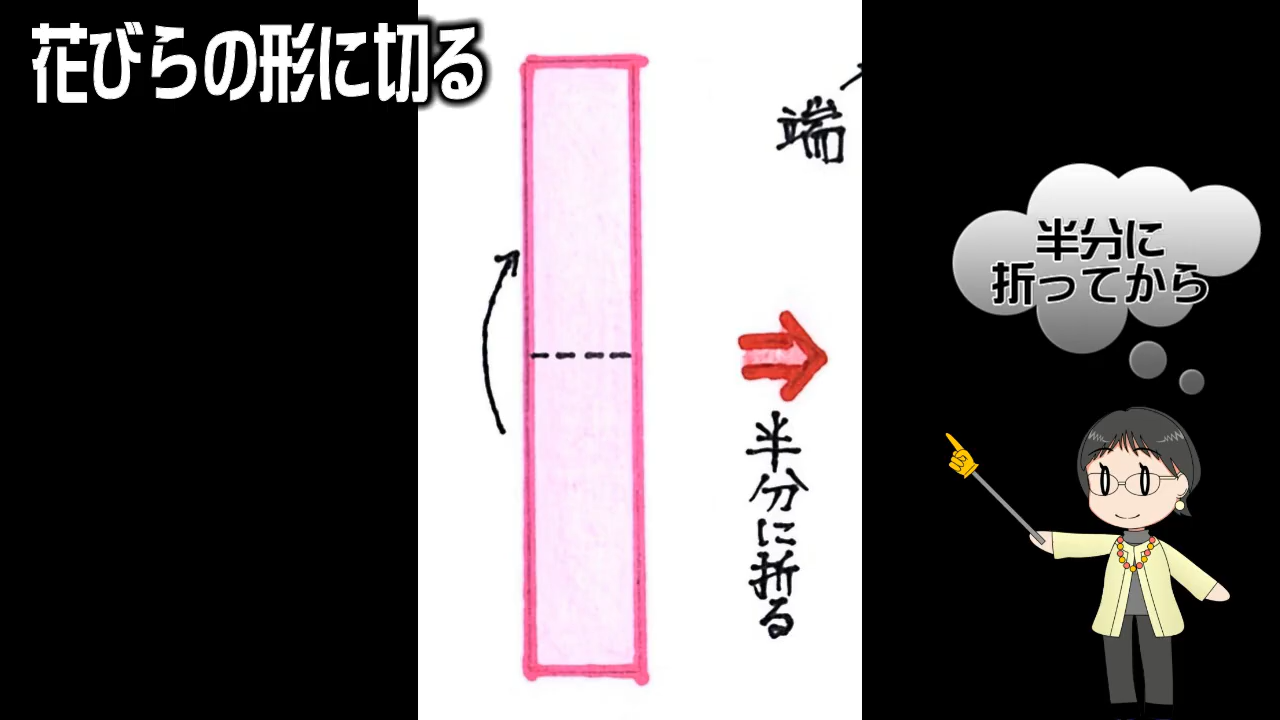 花びらの形に切る
端
半分に折る
半分に
折ってから